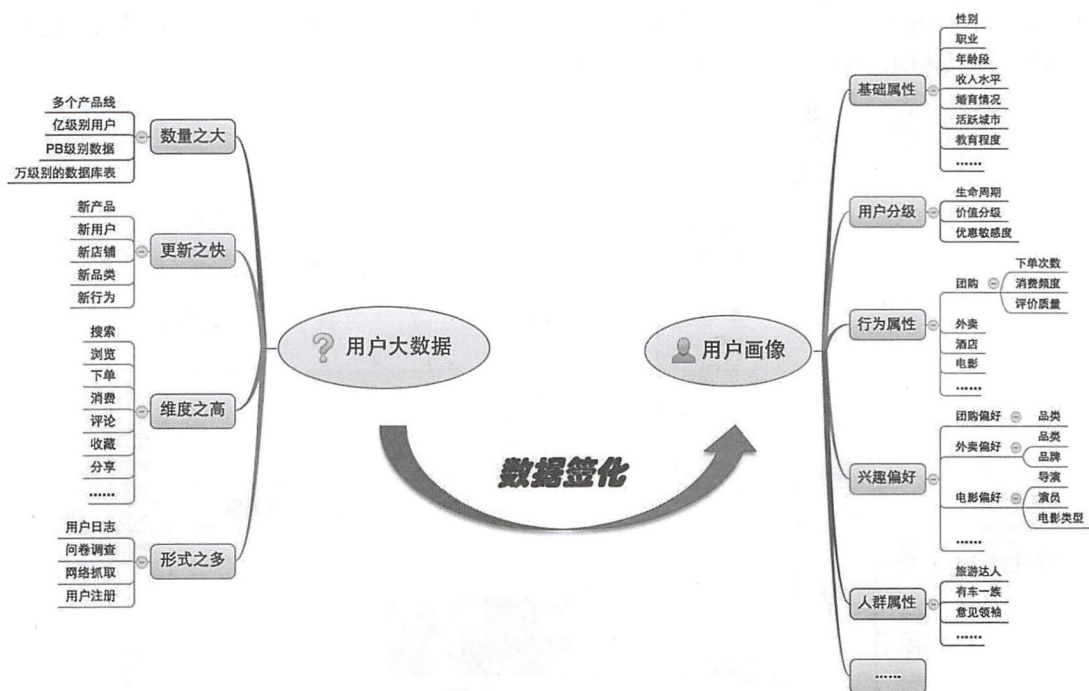 多个产品线
亿级别用户
PB级别数据
万级别的数据库表
数量之大
新产品
新用户
新店铺
新品类
新行为
更新之快
搜索
浏览
下单
消费
评论
收藏
分享
......
维度之高
用户日志
问卷调查
网络抓取
用户注册
形式之多
用户大数据
数据签化
用户画像
基础属性
性别
职业
年龄段
收入水平
婚育情况
活跃城市
教育程度
......
用户分级
生命周期
价值分级
优惠敏感度
行为属性
团购
下单次数
消费频度
评价质量
外卖
酒店
电影
......
兴趣偏好
团购偏好
品类
外卖偏好
品类
品牌
电影偏好
导演
演员
电影类型
......
人群属性
旅游达人
有车一族
意见领袖
......
......